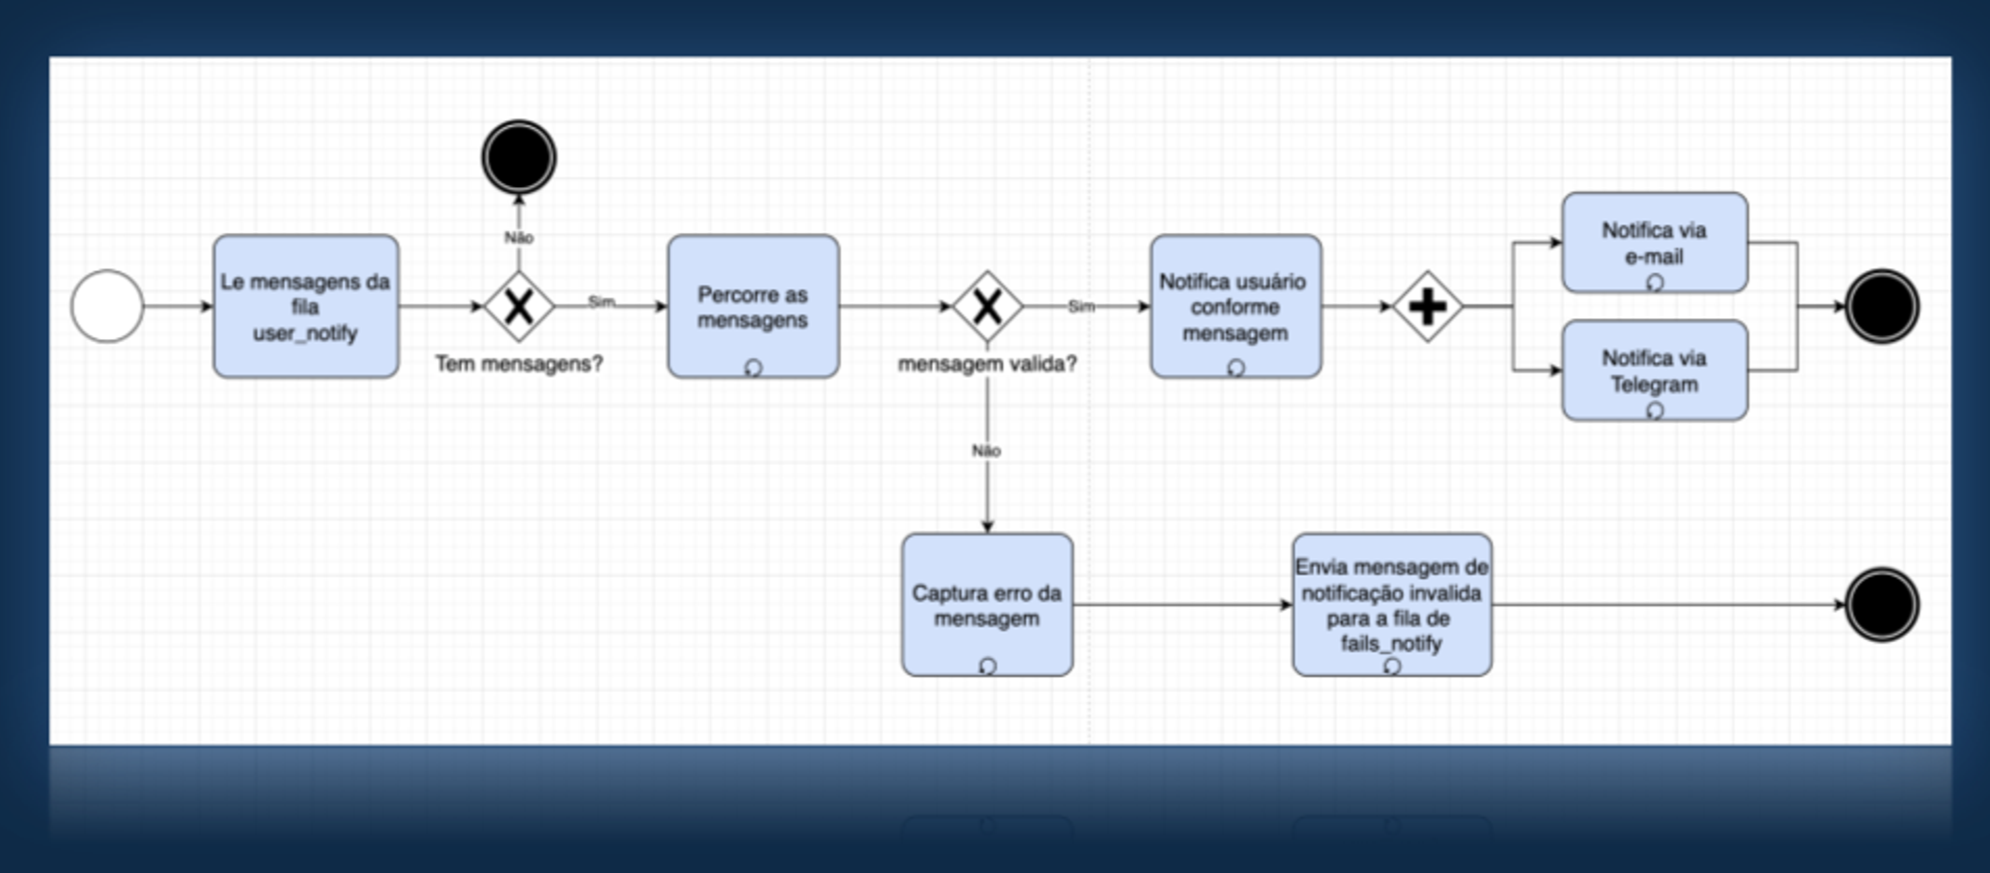 Le mensagens da
fila
user_notify
Não
Tem mensagens?
Sim
Percorre as
mensagens
mensagem valida?
Sim
Notifica usuário
conforme
mensagem
Notifica via
e-mail
Notifica via
Telegram
Não
Captura erro da
mensagem
Envia mensagem de
notificação invalida
para a fila de
fails_notify